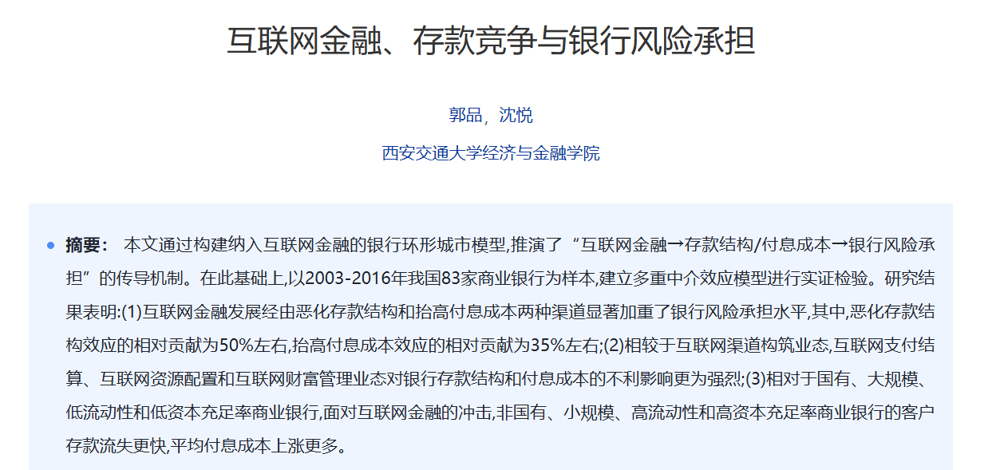 互联网金融、存款竞争与银行风险承担
郭品，沈悦
西安交通大学经济与金融学院
摘要： 本文通过构建纳入互联网金融的银行环形城市模型,推演了“互联网金融→存款结构/付息成本→银行风险承
担”的传导机制。在此基础上,以2003-2016年我国83家商业银行为样本,建立多重中介效应模型进行实证检验。研究结
果表明:(1)互联网金融发展经由恶化存款结构和抬高付息成本两种渠道显著加重了银行风险承担水平,其中,恶化存款结
构效应的相对贡献为50%左右,抬高付息成本效应的相对贡献为35%左右;(2)相较于互联网渠道构筑业态,互联网支付结
算、互联网资源配置和互联网财富管理业态对银行存款结构和付息成本的不利影响更为强烈;(3)相对于国有、大规模、
低流动性和低资本充足率商业银行,面对互联网金融的冲击,非国有、小规模、高流动性和高资本充足率商业银行的客户
存款流失更快,平均付息成本上涨更多。